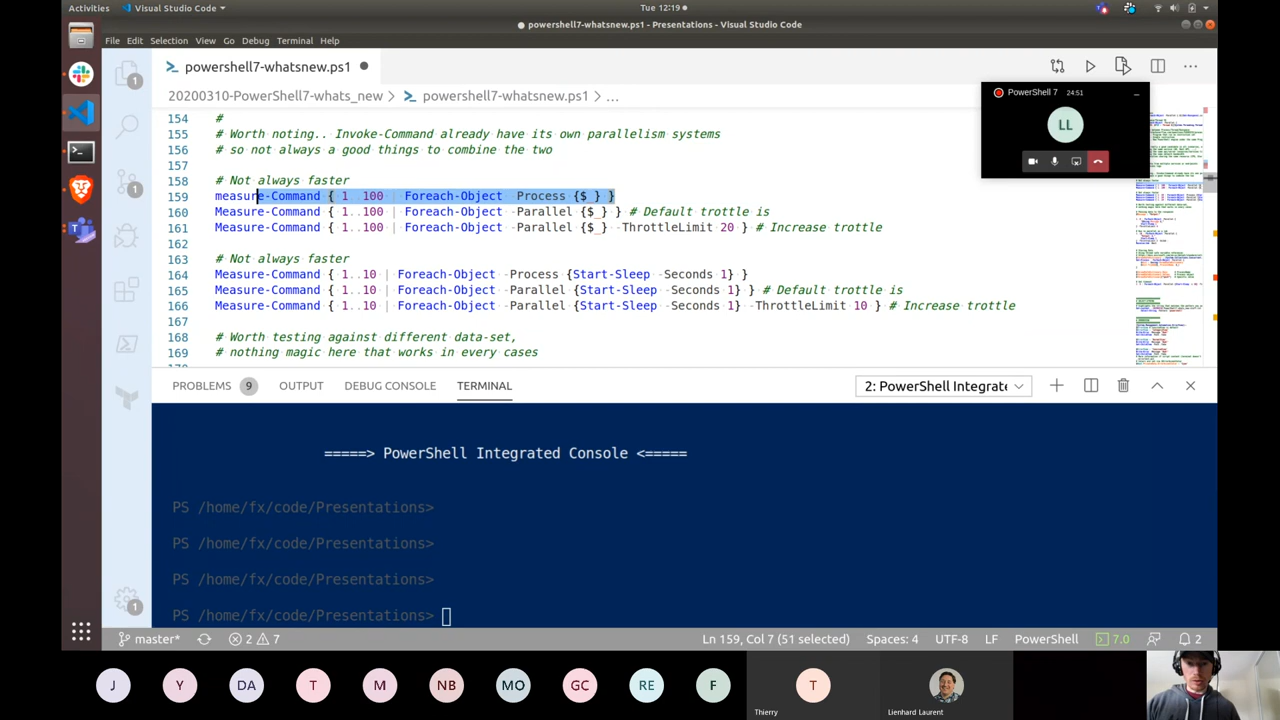 Activities
Visual Studio Code
Tue 12:19
powershell7-whatsnew.ps1 - Presentations - Visual Studio Code
File Edit Selection View Go Debug Terminal Help
powershell7-whatsnew.ps1
20200310-PowerShell7-whats_new > powershell7-whatsnew.ps1 > ...
PowerShell 7 24:51
LL
154 #
155 # Worth noting.. Invoke-Command already have its own parallelism systems
156 # so not always a good things to combine the two
157
158 # Not always faster
159 measure-Command { 1..100 | Foreach-Object -Process {$_} }
160 Measure-Command { 1..100 | Foreach-Object -Parallel {$_} } # Default trottle is 5
161 Measure-Command { 1..100 | Foreach-Object -Parallel {$_} -ThrottleLimit 20 } # Increase trottle
162
163 # Not always faster
164 Measure-Command { 1..10 | Foreach-Object -Process {Start-Sleep -Seconds 1} }
165 Measure-Command { 1..10 | Foreach-Object -Parallel {Start-Sleep -Seconds 1} } # Default trottle is 5
166 Measure-Command { 1..10 | Foreach-Object -Parallel {Start-Sleep -Seconds 1} -ThrottleLimit 10 } # Increase trottle
167
168 # Worth testing against different data-set,
169 # nothing magic here that works in every cases
PROBLEMS 9 OUTPUT DEBUG CONSOLE TERMINAL
2: PowerShell Integrate
=====> PowerShell Integrated Console <=====
PS /home/fx/code/Presentations>
PS /home/fx/code/Presentations>
PS /home/fx/code/Presentations>
PS /home/fx/code/Presentations>
master* 2 7 Ln 159, Col 7 (51 selected) Spaces: 4 UTF-8 LF PowerShell 7.0 2
J Y DA T M NB MO GC RE F T
Thierry
Lienhard Laurent